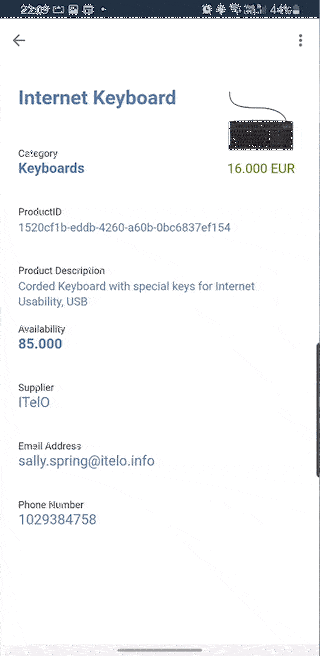 22:09
44%
Internet Keyboard
Category
Keyboards
16.000 EUR
ProductID
1520cf1b-eddb-4260-a60b-0bc6837ef154
Product Description
Corded Keyboard with special keys for Internet
Usability, USB
Availability
85.000
Supplier
ITelO
Email Address
sally.spring@itelo.info
Phone Number
1029384758